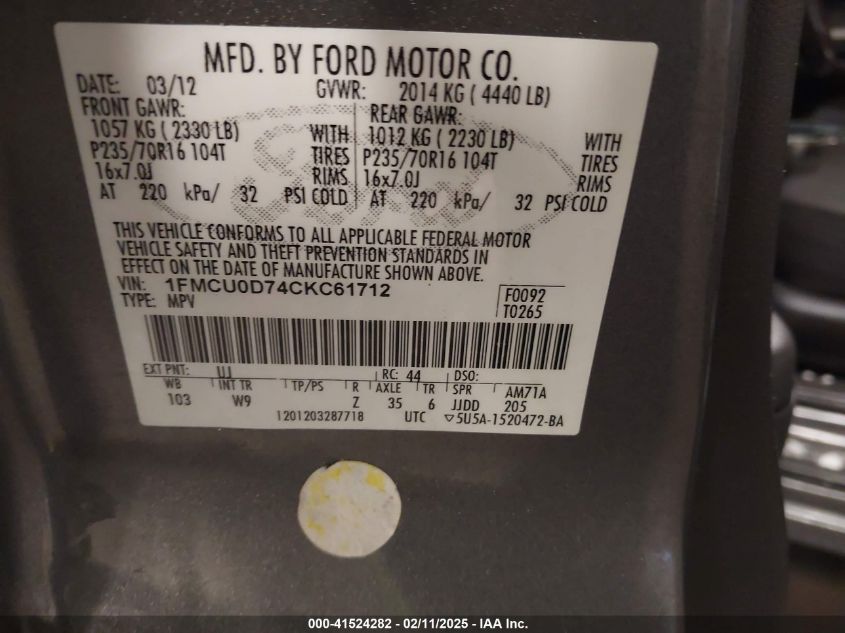 MFD. BY FORD MOTOR CO.
DATE: 03/12 GVWR: 2014 KG ( 4440 LB)
FRONT GAWR: REAR GAWR:
1057 KG ( 2330 LB) WITH 1012 KG ( 2230 LB) WITH
P235/70R16 104T TIRES P235/70R16 104T TIRES
16x7.0J RIMS 16x7.0J RIMS
AT 220 kPa/ 32 PSI COLD AT 220 kPa/ 32 PSI COLD
Ford
THIS VEHICLE CONFORMS TO ALL APPLICABLE FEDERAL MOTOR
VEHICLE SAFETY AND THEFT PREVENTION STANDARDS IN
EFFECT ON THE DATE OF MANUFACTURE SHOWN ABOVE.
VIN: 1FMCU0D74CKC61712 F0092
TYPE: MPV T0265
EXT PNT: UJ RC: 44 DSO:
WB INT TR TP/PS R AXLE TR SPR AM71A
103 W9 Z 35 6 JJDD 205
1201203287718 UTC ▽5U5A-1520472-BA
000-41524282 - 02/11/2025 - IAA Inc.